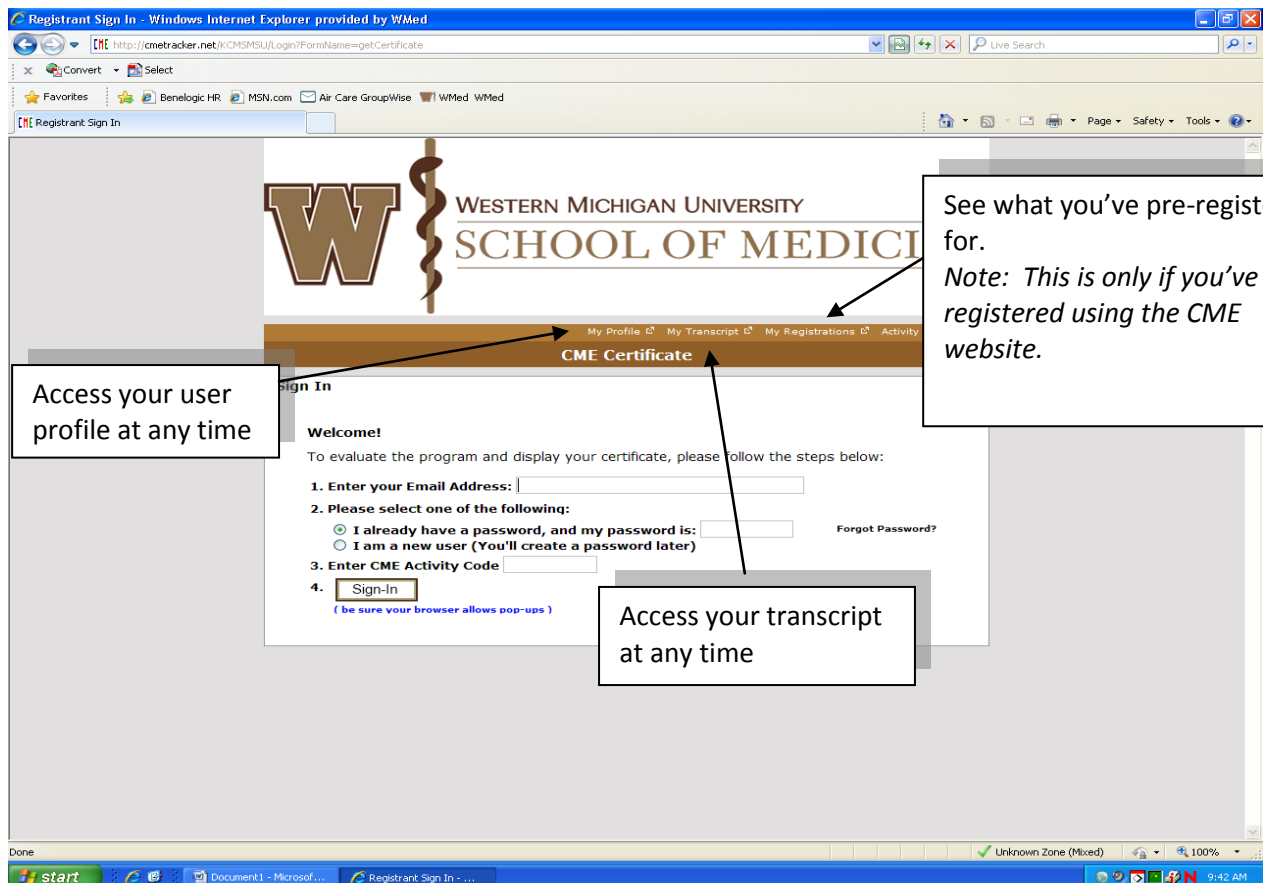 Registrant Sign In - Windows Internet Explorer provided by WMed
http://cmetracker.net/KCMSMSU/Login?FormName=getCertificate
Live Search
x Convert Select
Favorites Benelogic HR MSN.com Air Care GroupWise WMed WMed
Registrant Sign In
Page Safety Tools
WESTERN MICHIGAN UNIVERSITY
SCHOOL OF MEDICI
See what you've pre-regist
for.
Note: This is only if you've
registered using the CME
website.
My Profile My Transcript My Registrations Activity
CME Certificate
Access your user
profile at any time
Sign In
Welcome!
To evaluate the program and display your certificate, please follow the steps below:
1. Enter your Email Address:
2. Please select one of the following:
I already have a password, and my password is: Forgot Password?
I am a new user (You'll create a password later)
3. Enter CME Activity Code
4. Sign-In
( be sure your browser allows pop-ups )
Access your transcript
at any time
Done Unknown Zone (Mixed) 100%
start Document1 - Microsof... Registrant Sign In - ... 9:42 AM